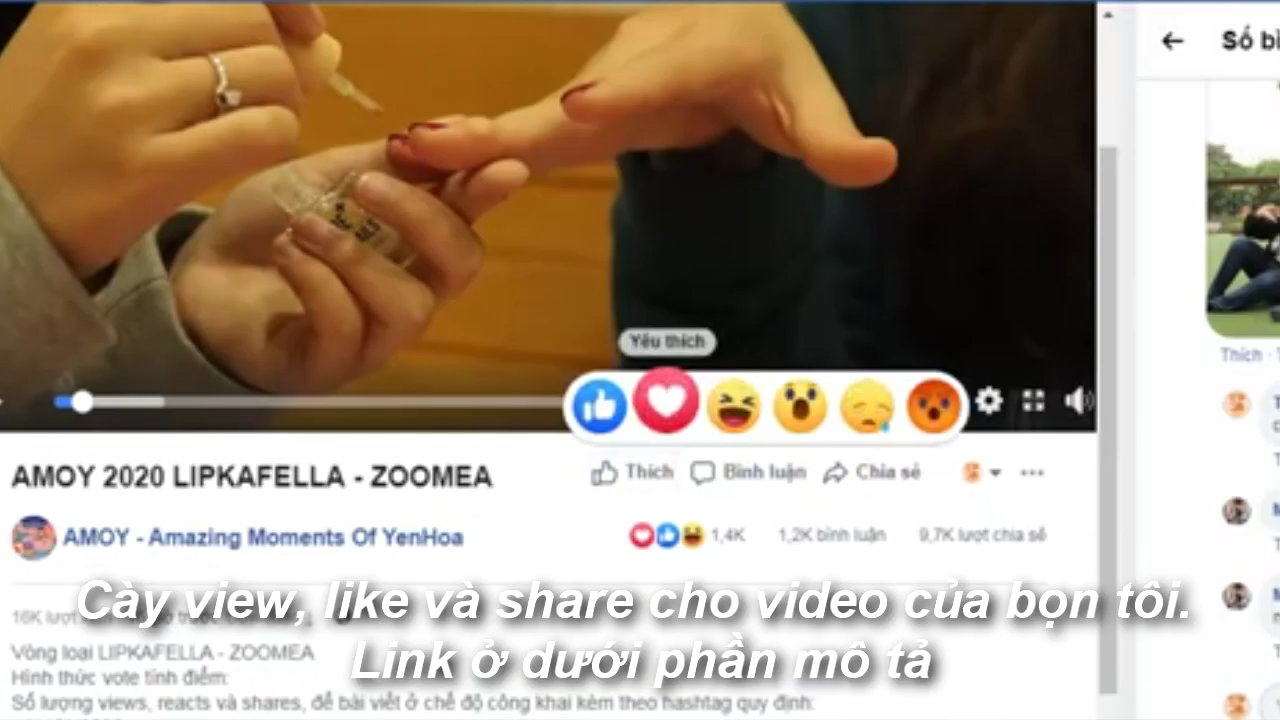 Số
Yêu thích
Thích
AMOY 2020 LIPKAFELLA - ZOOMEA
Thích Bình luận Chia sẻ
AMOY - Amazing Moments Of YenHoa
1,4K 1,2K bình luận 9,7K lượt chia sẻ
Cày view, like và share cho video của bọn tôi.
16K
Link ở dưới phần mô tả
Vòng loại LIPKAFELLA - ZOOMEA
Hình thức vote tính điểm:
Số lượng views, reacts và shares, để bài viết ở chế độ công khai kèm theo hashtag quy định: